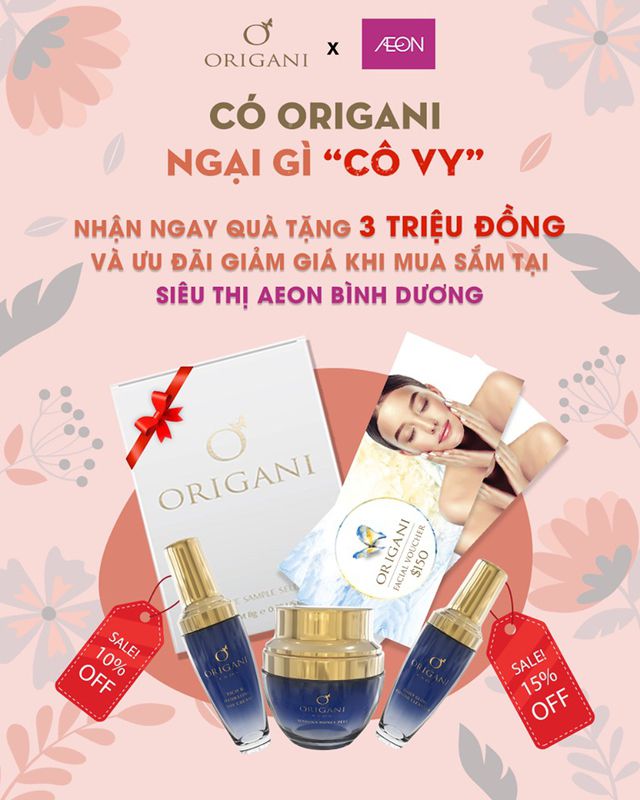 ORIGANI x AEON
CÓ ORIGANI
NGẠI GÌ “CÔ VY”
NHẬN NGAY QUÀ TẶNG 3 TRIỆU ĐỒNG
VÀ ƯU ĐÃI GIẢM GIÁ KHI MUA SẮM TẠI
SIÊU THỊ AEON BÌNH DƯƠNG
ORIGANI
SAMPLE
ORIGANI
FACIAL VOUCHER
$150
SALE!
10%
OFF
ORIGANI
ORIGANI
ORIGANI
SALE!
15%
OFF